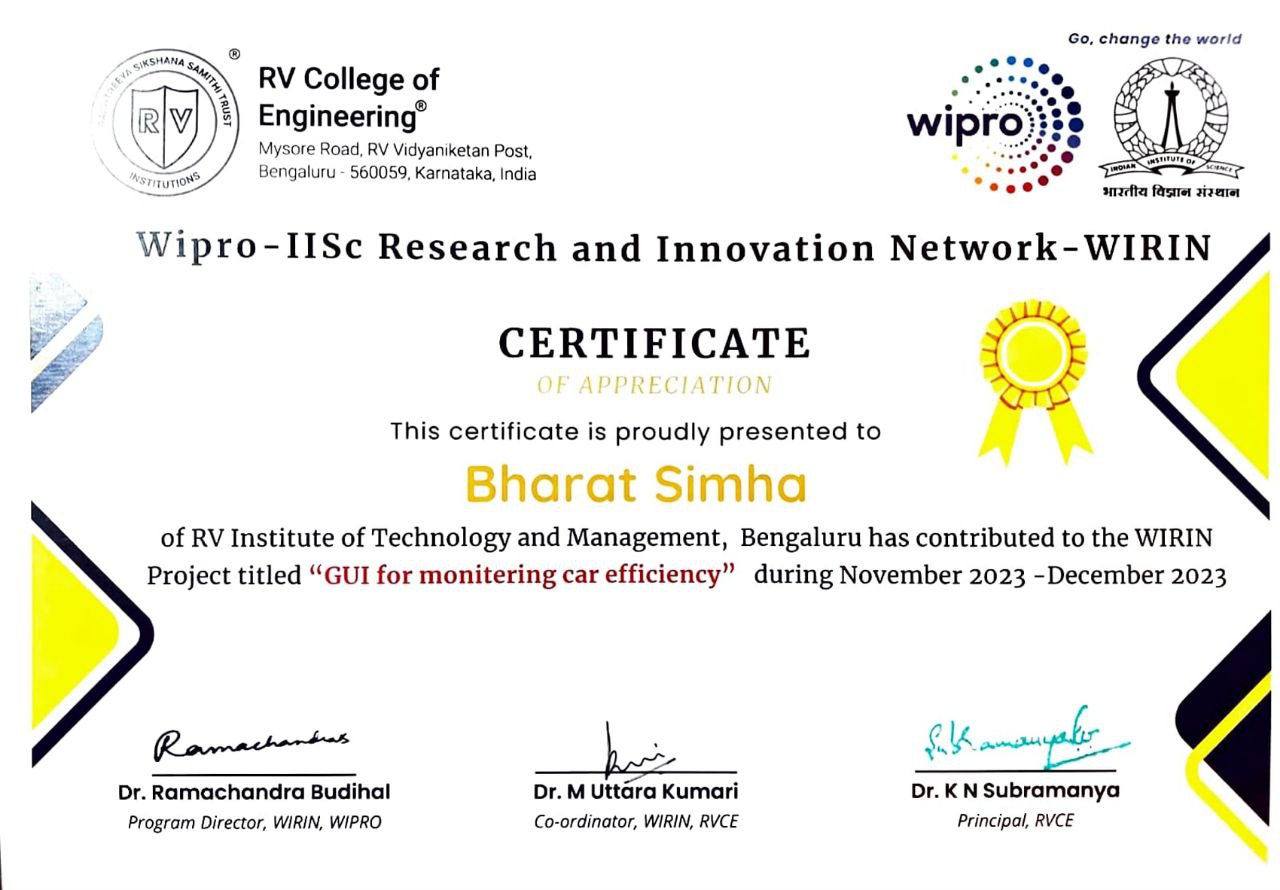 Go, change the world
SIKSHANA SAMITHI TRUST
RV
INSTITUTIONS
®
RV College of
Engineering®
Mysore Road, RV Vidyaniketan Post,
Bengaluru - 560059, Karnataka, India
wipro
INDIAN INSTITUTE OF SCIENCE
भारतीय विज्ञान संस्थान
Wipro-IISc Research and Innovation Network-WIRIN
CERTIFICATE
OF APPRECIATION
This certificate is proudly presented to
Bharat Simha
of RV Institute of Technology and Management, Bengaluru has contributed to the WIRIN
Project titled “GUI for monitering car efficiency” during November 2023 -December 2023
Ramachandra
Subramanya
Dr. Ramachandra Budihal
Dr. M Uttara Kumari
Dr. K N Subramanya
Program Director, WIRIN, WIPRO
Co-ordinator, WIRIN, RVCE
Principal, RVCE